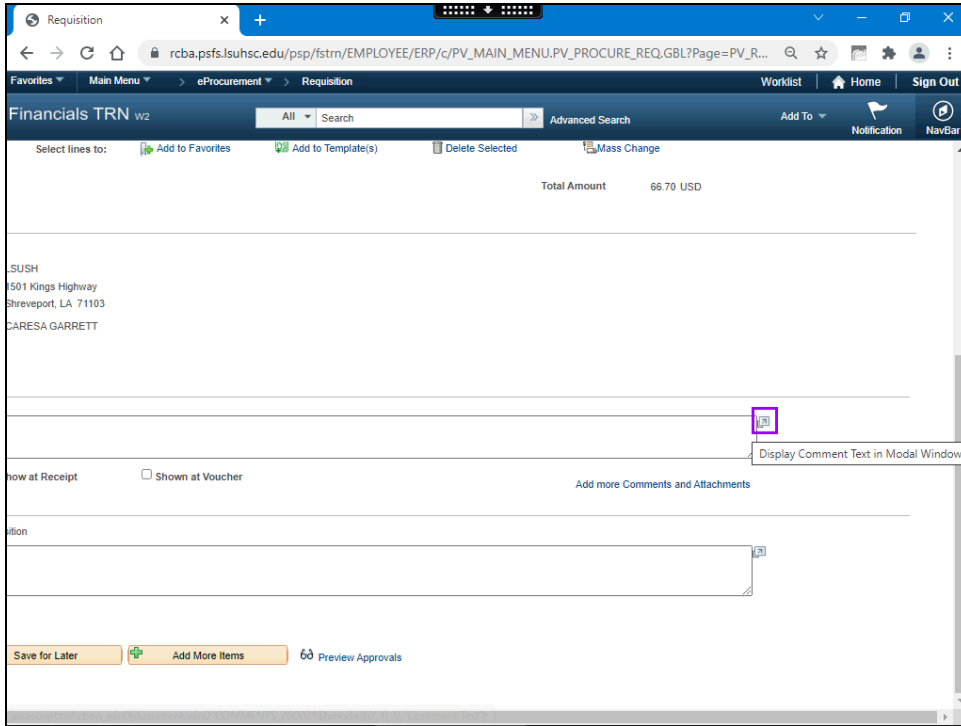 Requisition
rcba.psfs.lsuhsc.edu/psp/fstrn/EMPLOYEE/ERP/c/PV_MAIN_MENU.PV_PROCURE_REQ.GBL?Page=PV_R...
Favorites Main Menu > eProcurement > Requisition Worklist Home Sign Out
Financials TRN W2 All Search Advanced Search Add To Notification NavBar
Select lines to: Add to Favorites Add to Template(s) Delete Selected Mass Change
Total Amount 66.70 USD
LSUSH
1501 Kings Highway
Shreveport, LA 71103
CARESA GARRETT
Display Comment Text in Modal Window
how at Receipt Shown at Voucher Add more Comments and Attachments
sition
Save for Later Add More Items Preview Approvals